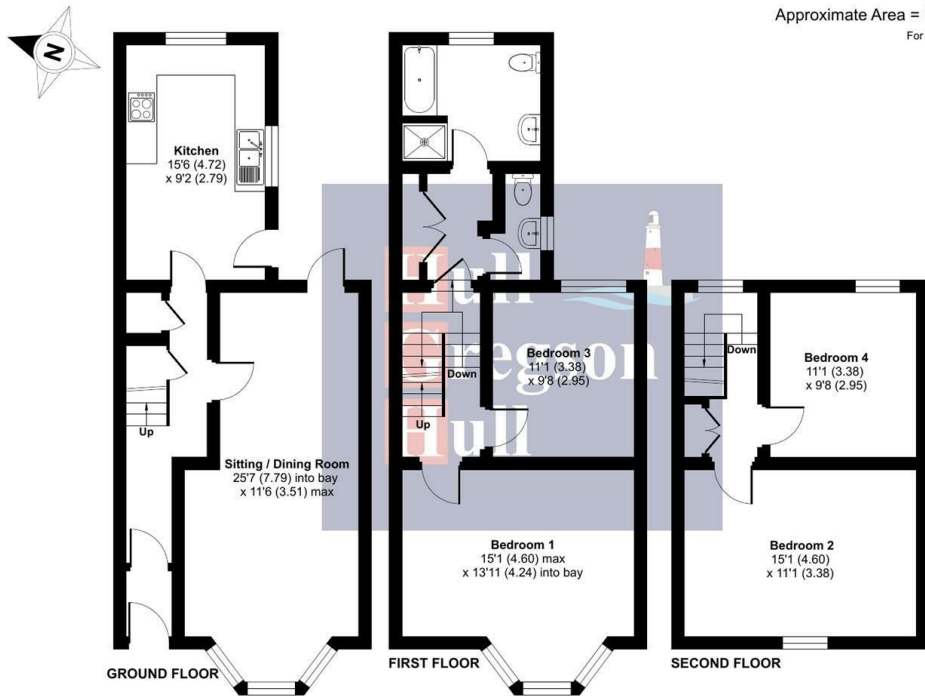 Approximate Area =
For
N
Kitchen
15'6 (4.72)
x 9'2 (2.79)
Up
Sitting / Dining Room
25'7 (7.79) into bay
x 11'6 (3.51) max
GROUND FLOOR
Hull
Gregson
Hull
Down
Up
Bedroom 3
11'1 (3.38)
x 9'8 (2.95)
Bedroom 1
15'1 (4.60) max
x 13'11 (4.24) into bay
FIRST FLOOR
Down
Bedroom 4
11'1 (3.38)
x 9'8 (2.95)
Bedroom 2
15'1 (4.60)
x 11'1 (3.38)
SECOND FLOOR